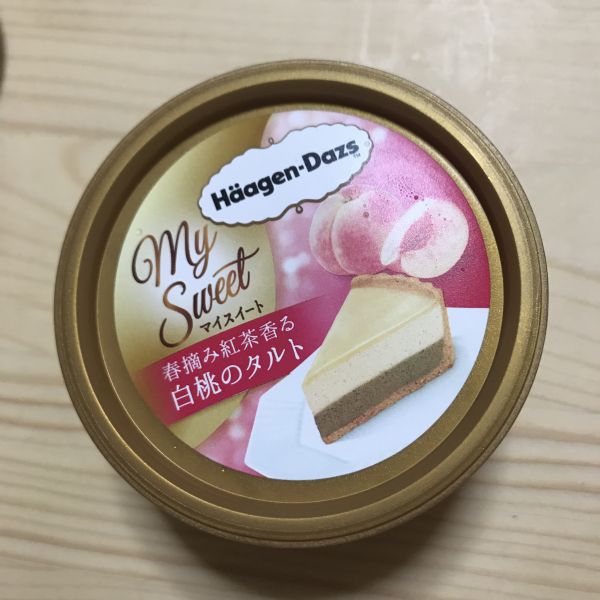 Häagen-Dazs™
My
Sweet
マイスイート
春摘み紅茶香る
白桃のタルト